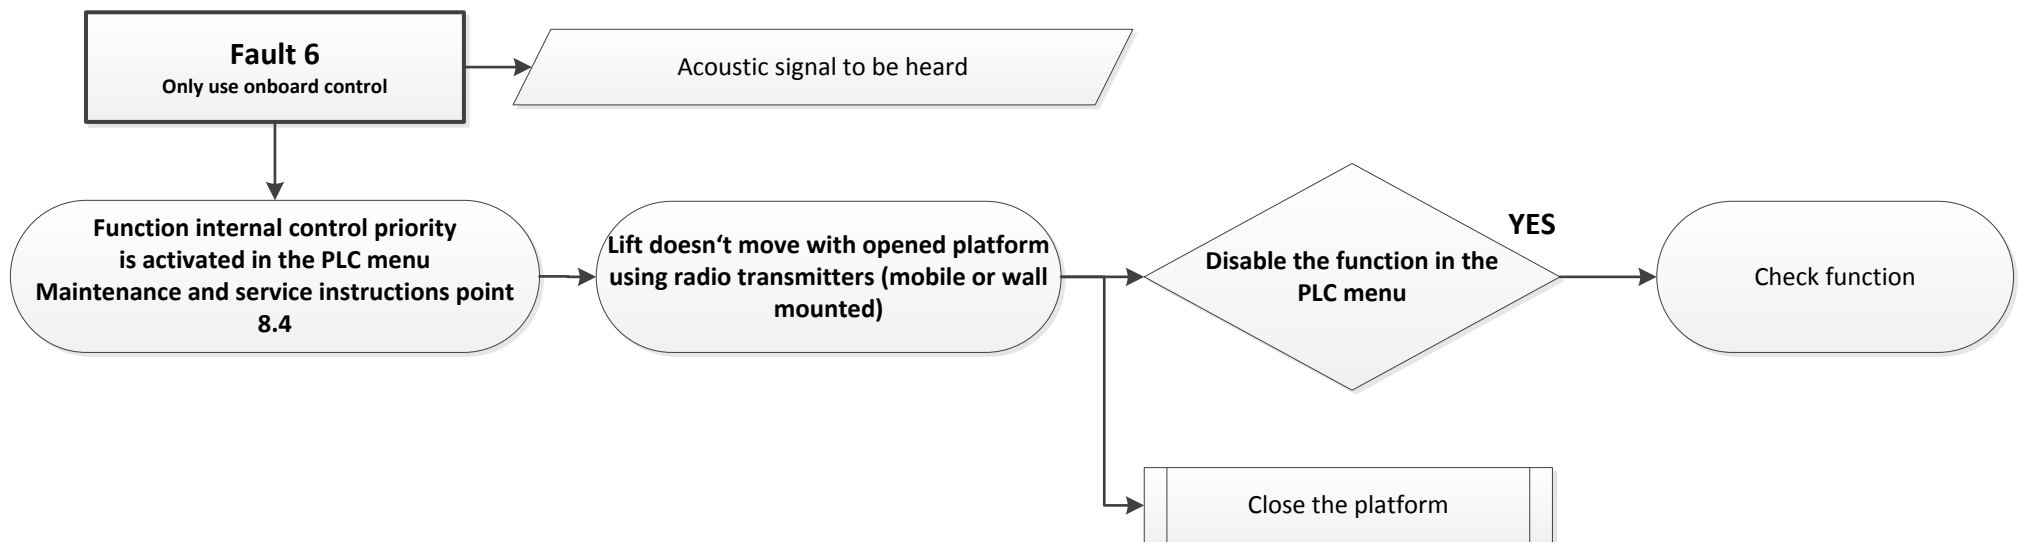 Fault 6
Only use onboard control
Acoustic signal to be heard
Function internal control priority
is activated in the PLC menu
Maintenance and service instructions point
8.4
Lift doesn‘t move with opened platform
using radio transmitters (mobile or wall
mounted)
Disable the function in the
PLC menu
YES
Check function
Close the platform